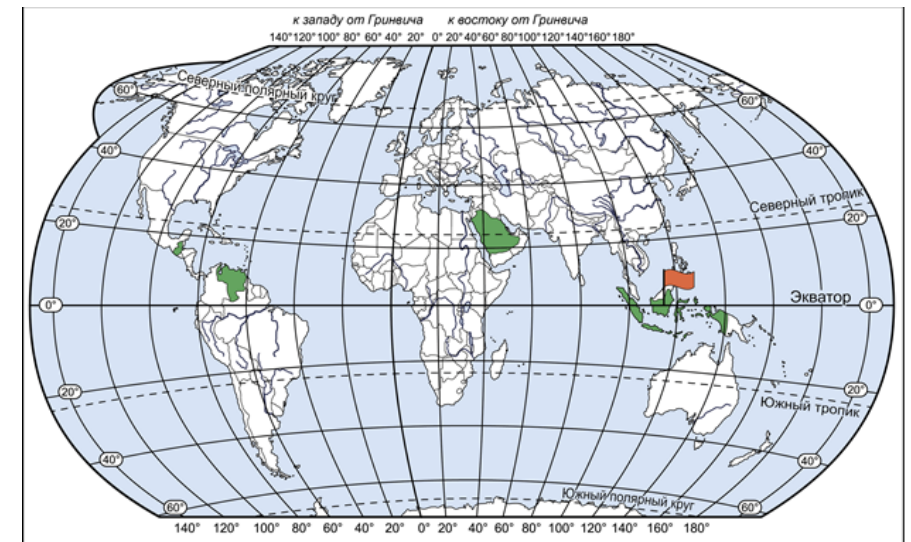 к западу от Гринвича к востоку от Гринвича
140°120°100° 80° 60° 40° 20° 0° 20°40°60°80°100°120°140°160°180°
Северный полярный круг
60° 60°
40° 40°
Северный тропик
20° 20°
Экватор
0° 0°
20° 20°
Южный тропик
40° 40°
Южный полярный круг
60° 60°
140° 120° 100° 80° 60° 40° 20° 0° 20° 40° 60° 80° 100° 120° 140° 160° 180°